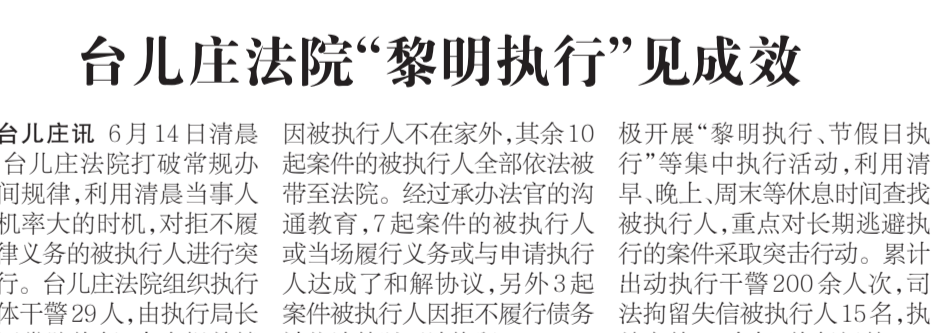 台儿庄法院“黎明执行”见成效
台儿庄讯 6月14日清晨
台儿庄法院打破常规办
间规律,利用清晨当事人
机率大的时机,对拒不履
律义务的被执行人进行突
行。台儿庄法院组织执行
体干警29人,由执行局长
因被执行人不在家外,其余10
起案件的被执行人全部依法被
带至法院。经过承办法官的沟
通教育,7起案件的被执行人
或当场履行义务或与申请执行
人达成了和解协议,另外3起
案件被执行人因拒不履行债务
极开展“黎明执行、节假日执
行”等集中执行活动,利用清
早、晚上、周末等休息时间查找
被执行人,重点对长期逃避执
行的案件采取突击行动。累计
出动执行干警200余人次,司
法拘留失信被执行人15名,执